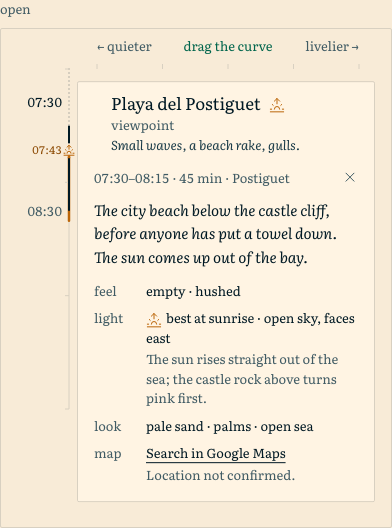 open
← quieter drag the curve livelier →
07:30
Playa del Postiguet
viewpoint
Small waves, a beach rake, gulls.
07:43
07:30–08:15 · 45 min · Postiguet ×
08:30
The city beach below the castle cliff,
before anyone has put a towel down.
The sun comes up out of the bay.
feel empty · hushed
light best at sunrise · open sky, faces
east
The sun rises straight out of the
sea; the castle rock above turns
pink first.
look pale sand · palms · open sea
map Search in Google Maps
Location not confirmed.